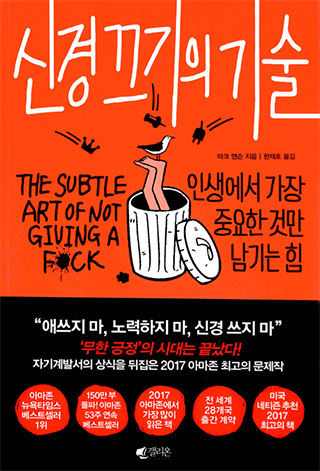 신경 끄기의 기술
마크 맨슨 지음 | 한재호 옮김
THE SUBTLE
ART OF NOT
GIVING A
F CK
인생에서 가장
중요한 것만
남기는 힘
“애쓰지 마, 노력하지 마, 신경 쓰지 마”
‘무한 긍정’의 시대는 끝났다!
자기계발서의 상식을 뒤집은 2017 아마존 최고의 문제작
아마존
뉴욕타임스
베스트셀러
1위
150만 부
돌파! 아마존
53주 연속
베스트셀러
2017
아마존에서
가장 많이
읽은 책
전 세계
28개국
출간 계약
미국
네티즌 추천
2017
최고의 책
갤리온